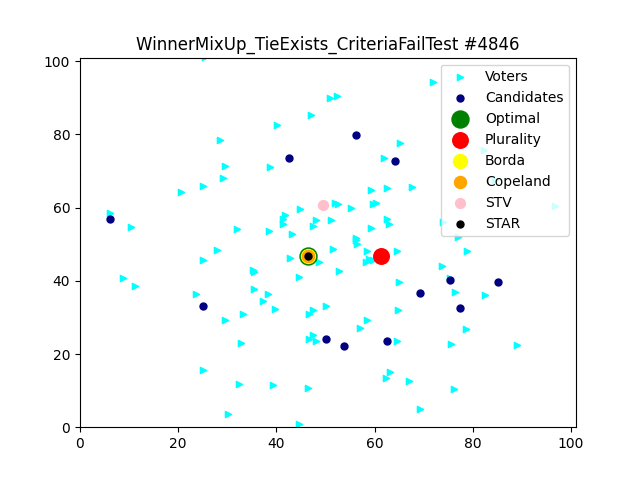 WinnerMixUp_TieExists_CriteriaFailTest #4846
100
80
60
40
20
0
0 20 40 60 80 100
Voters
Candidates
Optimal
Plurality
Borda
Copeland
STV
STAR